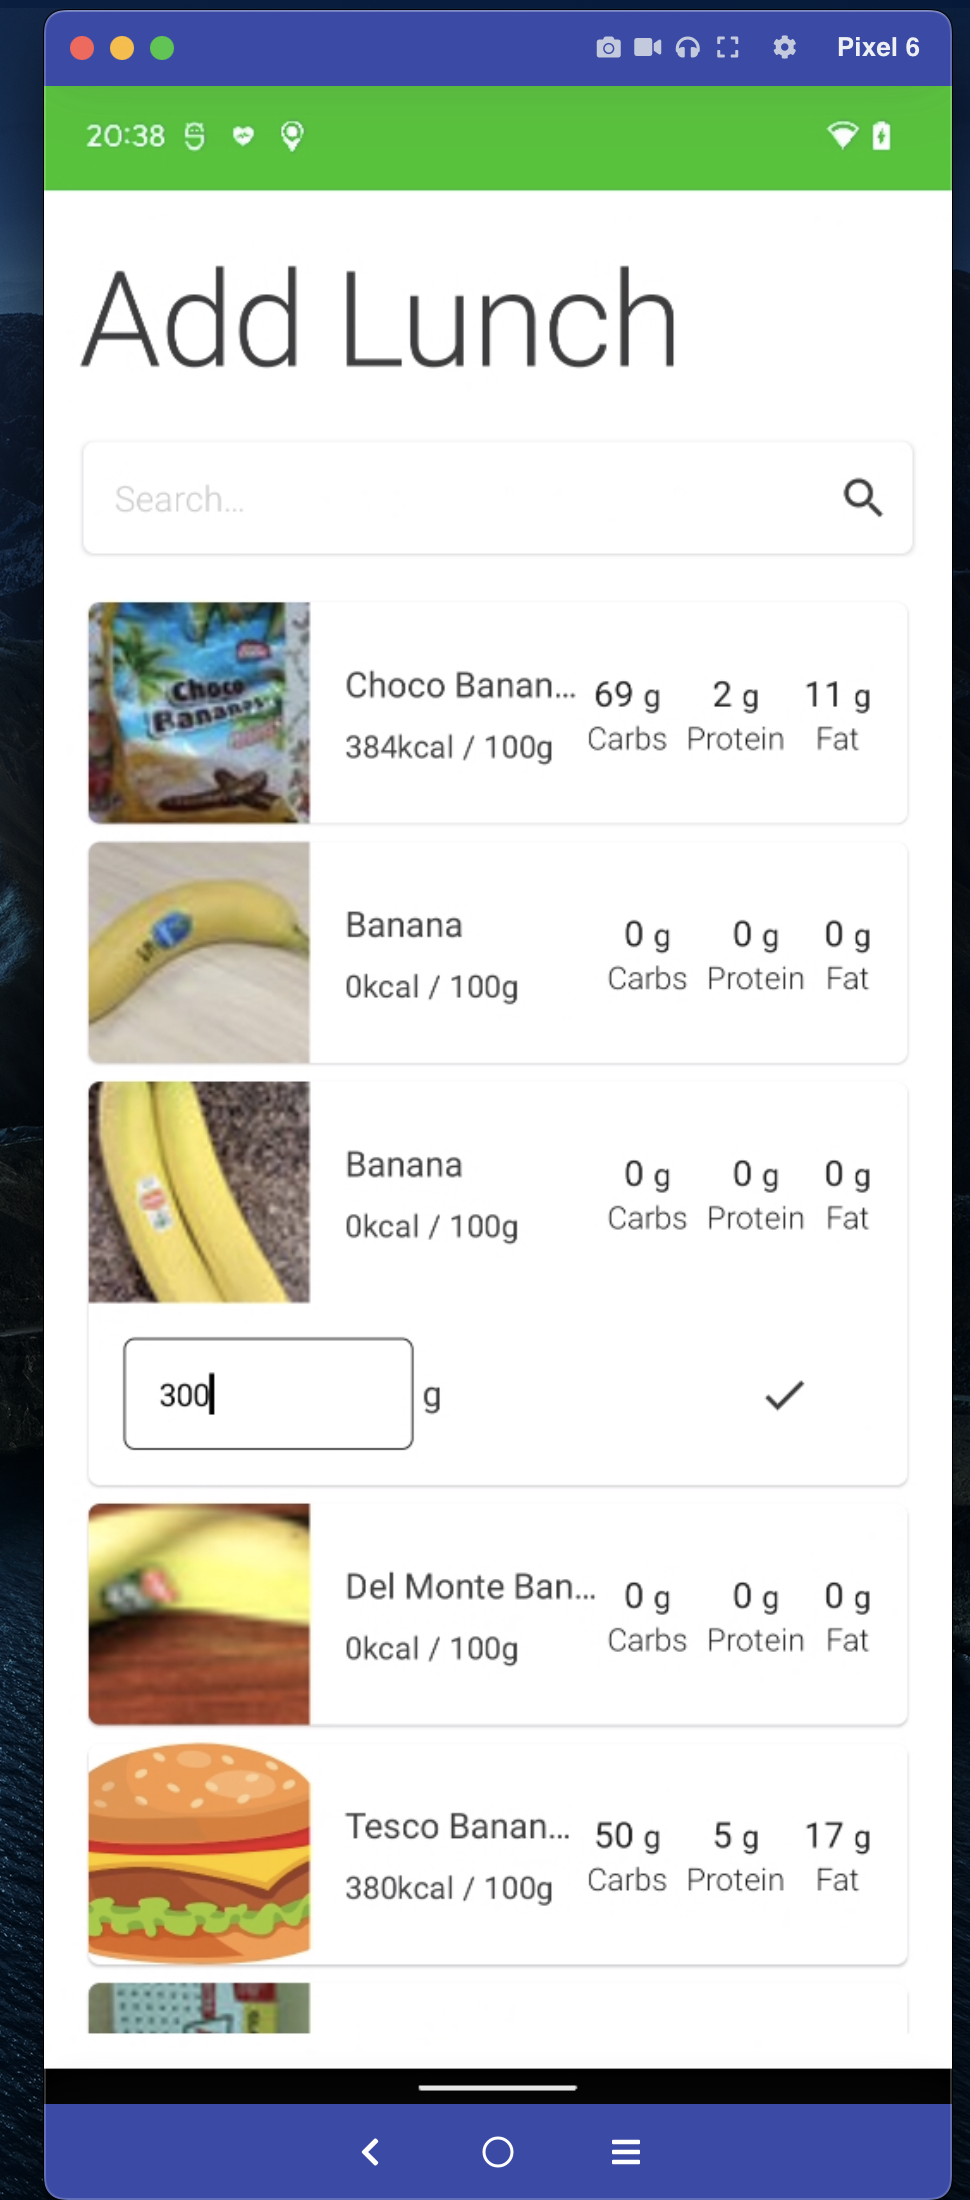 Pixel 6
20:38
Add Lunch
Search...
Choco
Bananas
Choco Banan...
384kcal / 100g
69 g 2 g 11 g
Carbs Protein Fat
Banana
0kcal / 100g
0 g 0 g 0 g
Carbs Protein Fat
Banana
0kcal / 100g
0 g 0 g 0 g
Carbs Protein Fat
300 g
Del Monte Ban...
0kcal / 100g
0 g 0 g 0 g
Carbs Protein Fat
Tesco Banan...
380kcal / 100g
50 g 5 g 17 g
Carbs Protein Fat